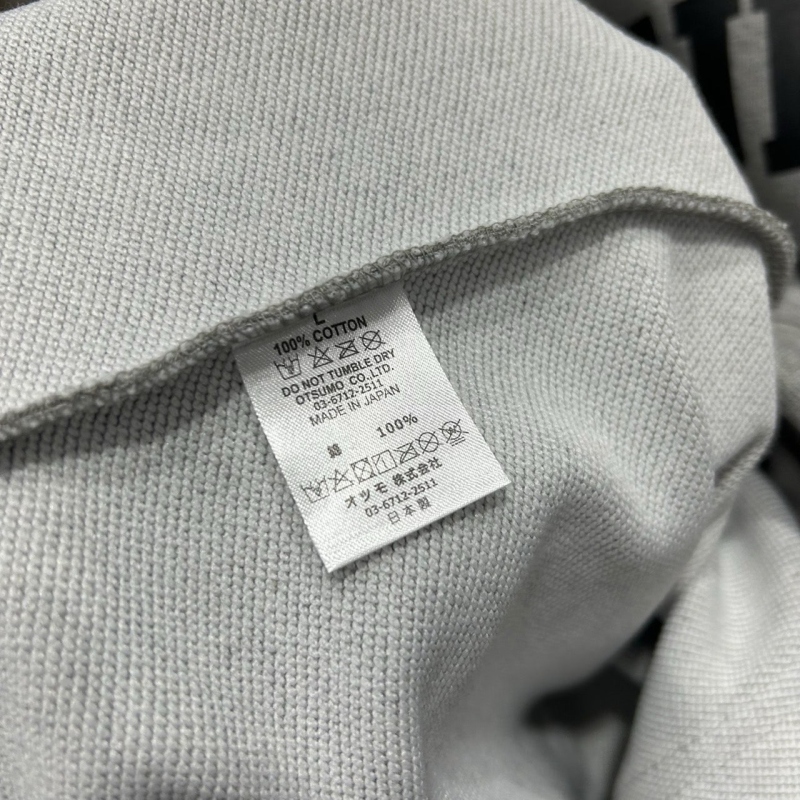 L
100% COTTON
DO NOT TUMBLE DRY
OTSUMO CO.,LTD.
03-6712-2511
MADE IN JAPAN
綿 100%
オツモ 株式会社
03-6712-2511
日本製